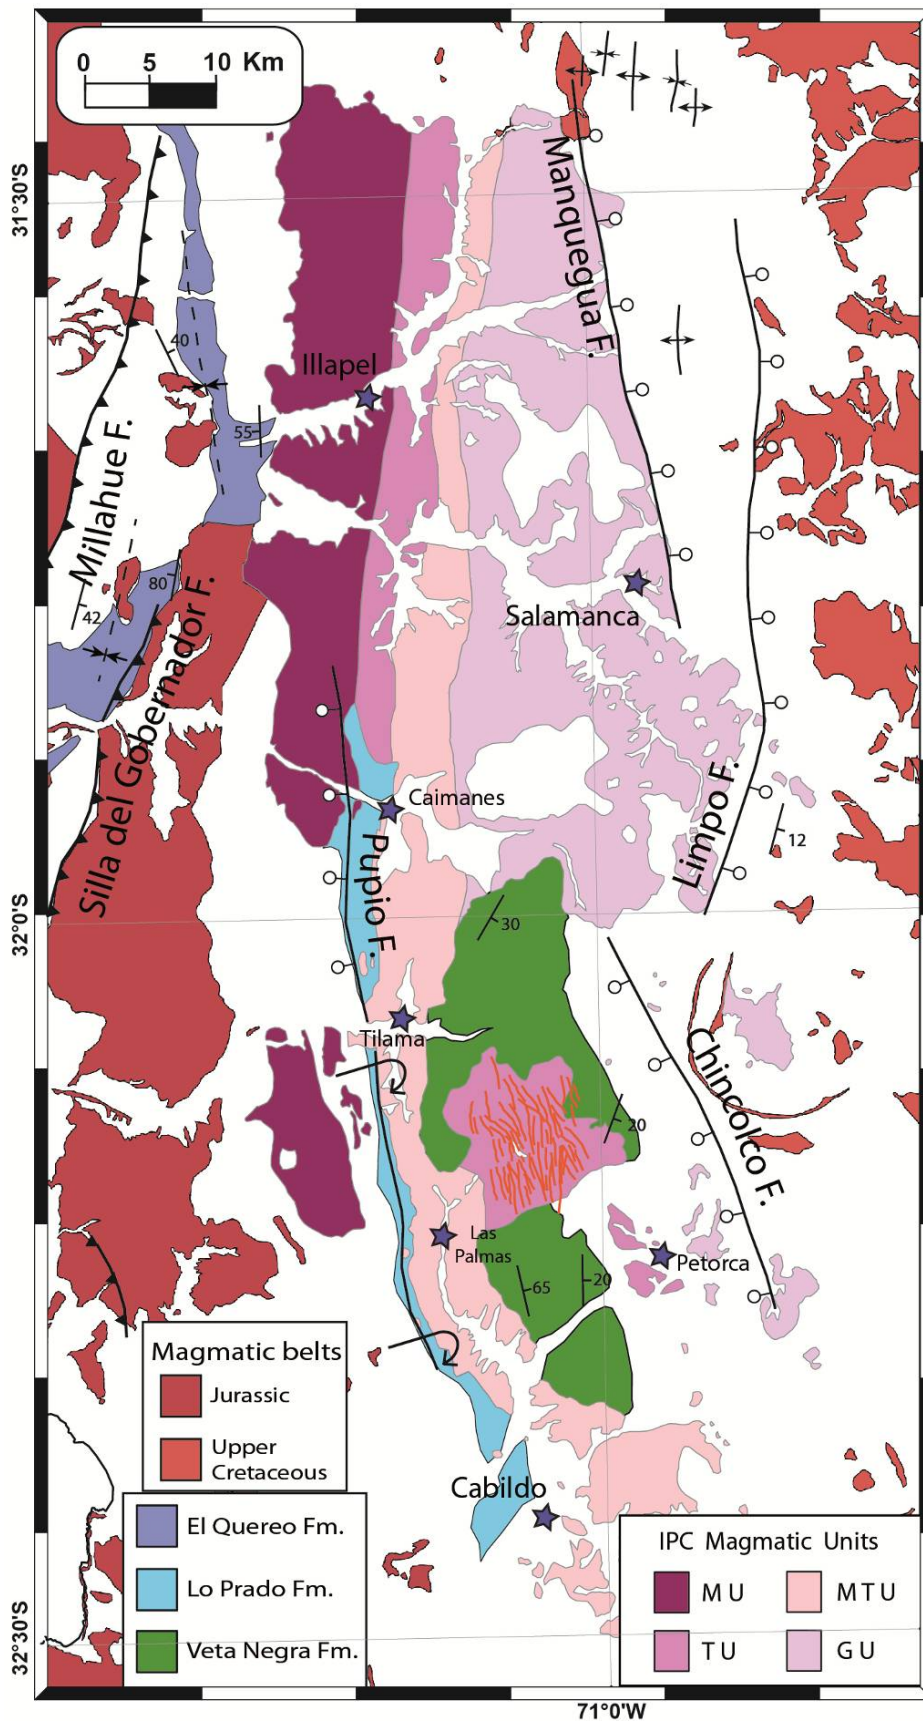 0 5 10 Km
31°30'S
Manquegua F.
40
Illapel
55
Millahue F.
80
42
Salamanca
Silla del Gobernador F.
Caimanes
Limpo F.
12
Pupio F.
30
32°0'S
Tilama
Chincolco F.
20
Las
Palmas
Petorca
65
20
Magmatic belts
Jurassic
Upper
Cretaceous
Cabildo
El Quereo Fm.
Lo Prado Fm.
Veta Negra Fm.
IPC Magmatic Units
M U
M T U
T U
G U
32°30'S
71°0'W